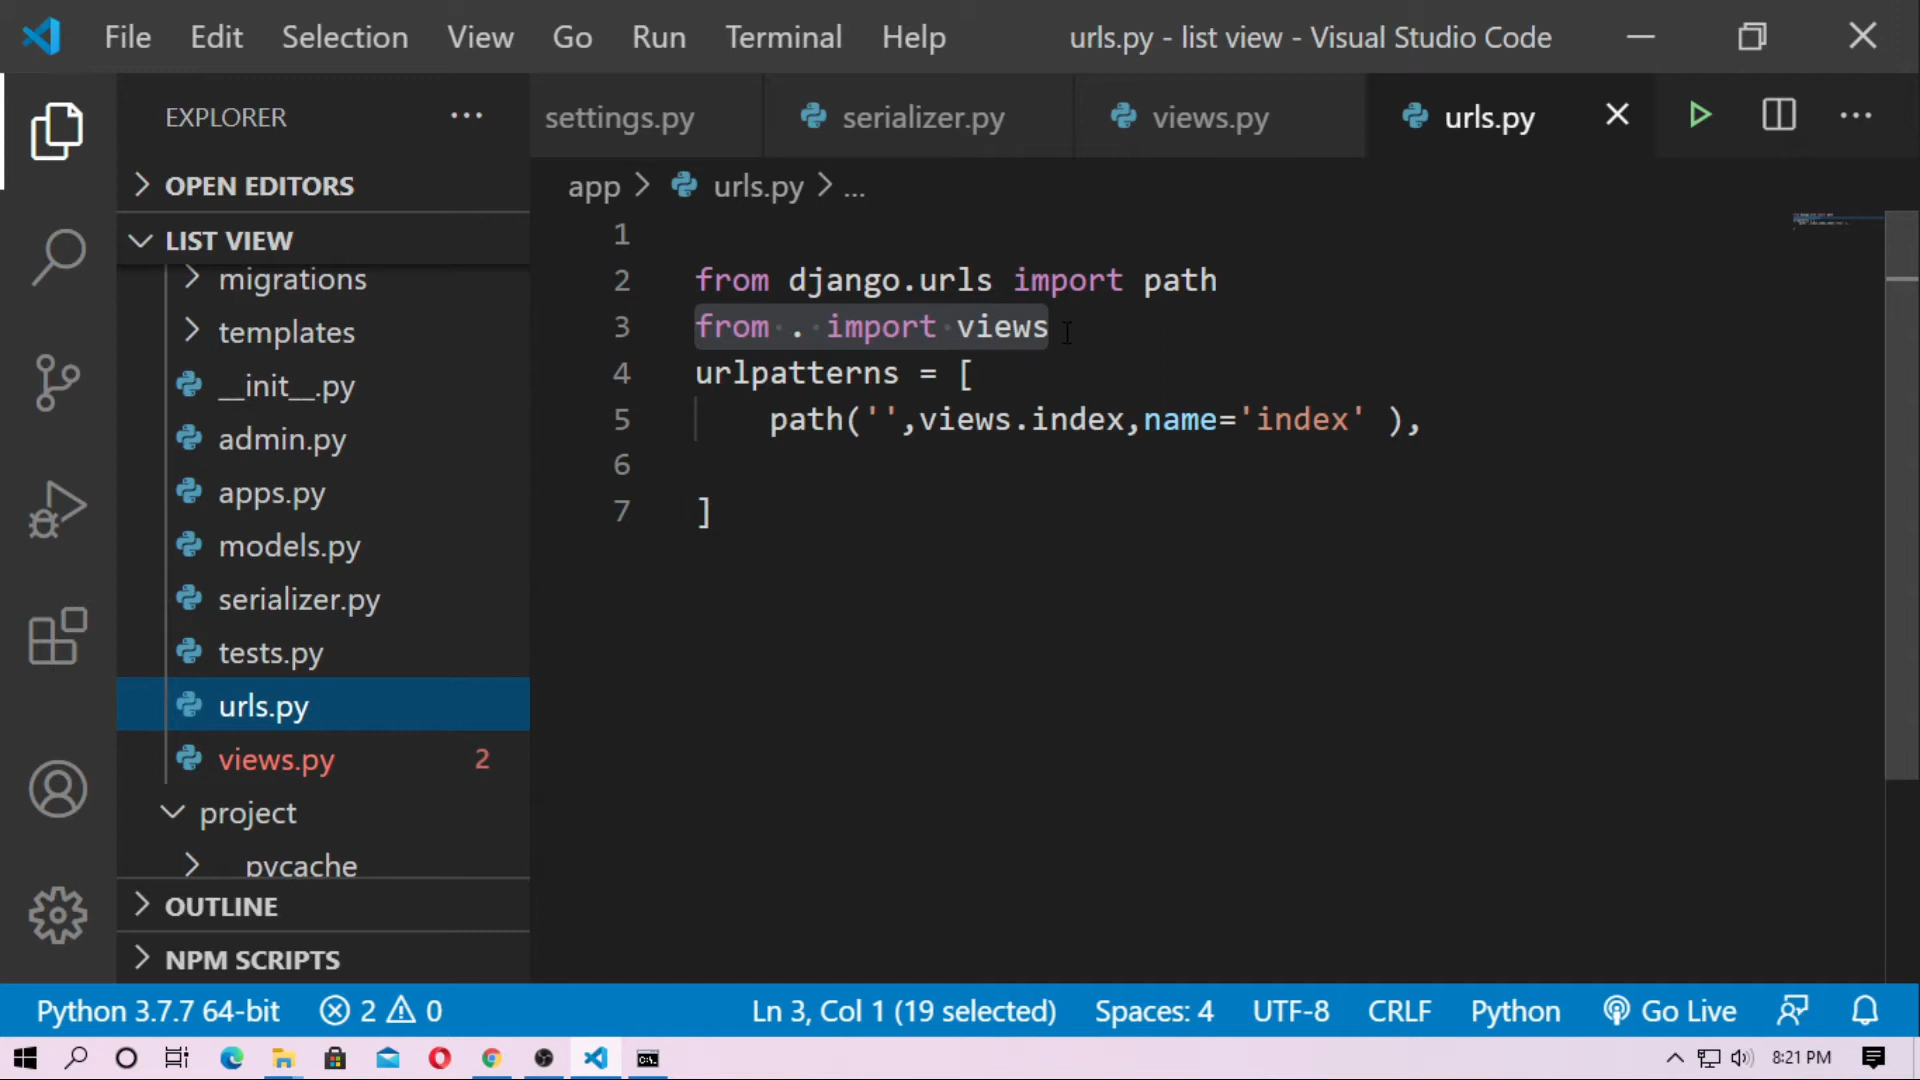 File Edit Selection View Go Run Terminal Help urls.py - list view - Visual Studio Code
EXPLORER ...
settings.py serializer.py views.py urls.py
OPEN EDITORS
app > urls.py > ...
LIST VIEW
migrations
templates
__init__.py
admin.py
apps.py
models.py
serializer.py
tests.py
urls.py
views.py 2
project
pycache
OUTLINE
NPM SCRIPTS
1
2 from django.urls import path
3 from . import views
4 urlpatterns = [
5 path('',views.index,name='index' ),
6
7 ]
Python 3.7.7 64-bit 2 0 Ln 3, Col 1 (19 selected) Spaces: 4 UTF-8 CRLF Python Go Live
8:21 PM